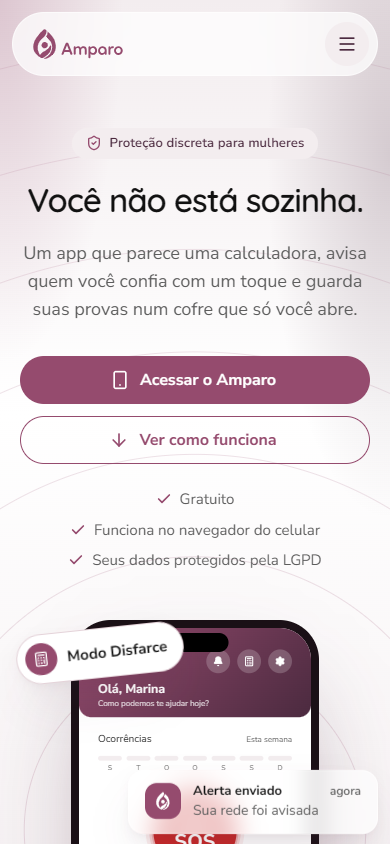 Amparo
Proteção discreta para mulheres
Você não está sozinha.
Um app que parece uma calculadora, avisa
quem você confia com um toque e guarda
suas provas num cofre que só você abre.
Acessar o Amparo
Ver como funciona
Gratuito
Funciona no navegador do celular
Seus dados protegidos pela LGPD
Modo Disfarce
Olá, Marina
Como podemos te ajudar hoje?
Ocorrências Esta semana
S T Q Q S S D
Alerta enviado agora
Sua rede foi avisada
SOS